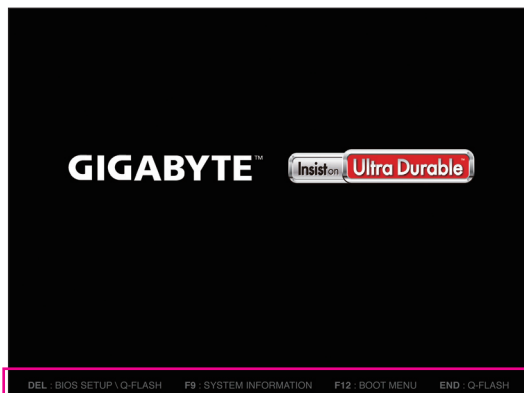 GIGABYTE™ Insist on Ultra Durable™
DEL : BIOS SETUP \ Q-FLASH F9 : SYSTEM INFORMATION F12 : BOOT MENU END : Q-FLASH